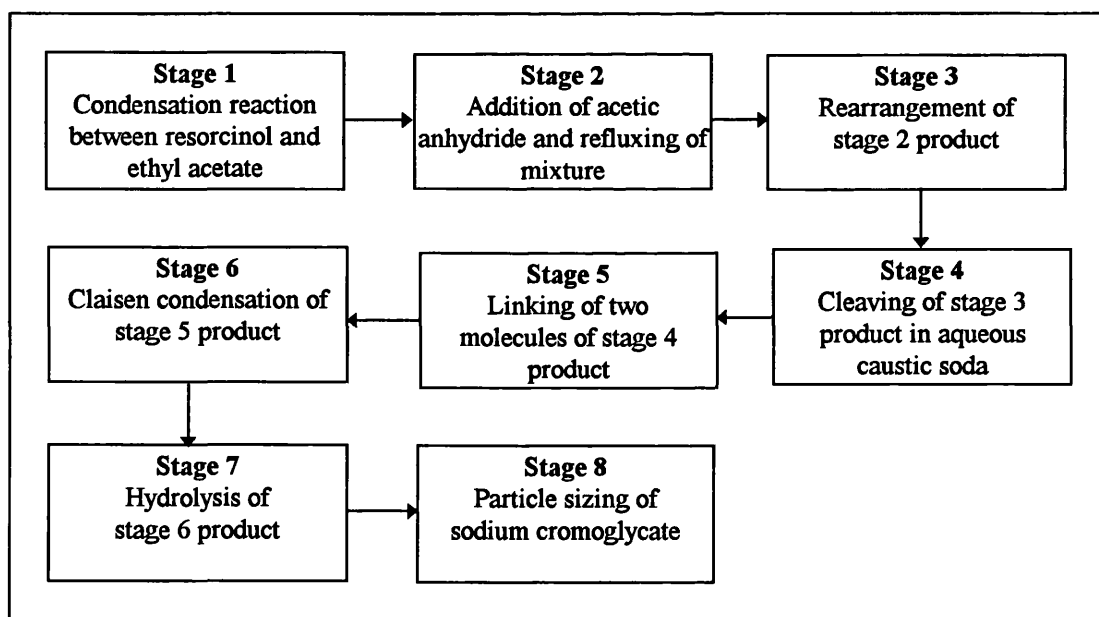 Stage 1
Condensation reaction
between resorcinol and
ethyl acetate
Stage 2
Addition of acetic
anhydride and refluxing of
mixture
Stage 3
Rearrangement of
stage 2 product
Stage 4
Cleaving of stage 3
product in aqueous
caustic soda
Stage 5
Linking of two
molecules of stage 4
product
Stage 6
Claisen condensation of
stage 5 product
Stage 7
Hydrolysis of
stage 6 product
Stage 8
Particle sizing of
sodium cromoglycate